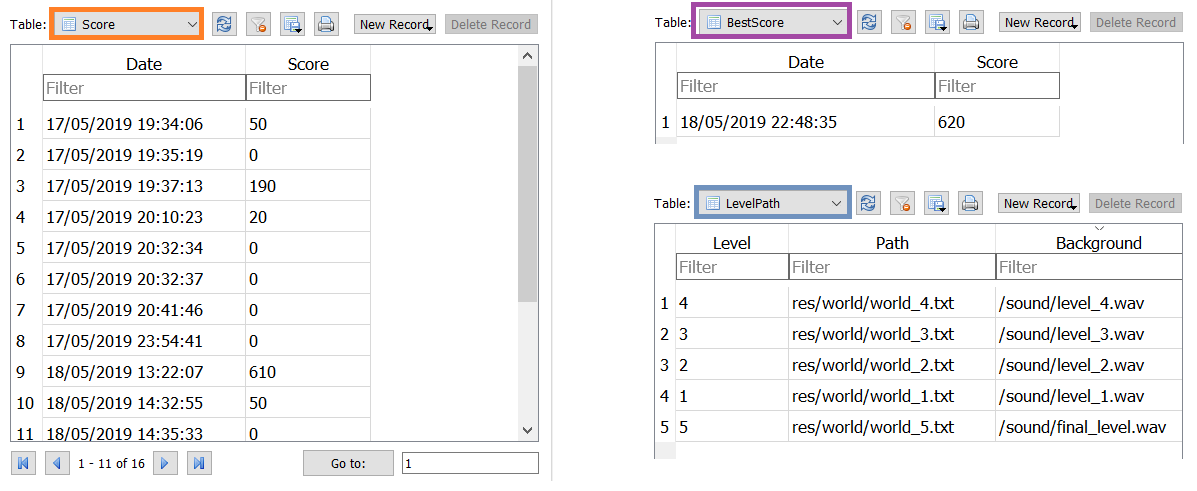 Table: Score New Record Delete Record
Date Score
Filter Filter
1 17/05/2019 19:34:06 50
2 17/05/2019 19:35:19 0
3 17/05/2019 19:37:13 190
4 17/05/2019 20:10:23 20
5 17/05/2019 20:32:34 0
6 17/05/2019 20:32:37 0
7 17/05/2019 20:41:46 0
8 17/05/2019 23:54:41 0
9 18/05/2019 13:22:07 610
10 18/05/2019 14:32:55 50
11 18/05/2019 14:35:33 0
1 - 11 of 16 Go to: 1
Table: BestScore New Record Delete Record
Date Score
Filter Filter
1 18/05/2019 22:48:35 620
Table: LevelPath New Record Delete Record
Level Path Background
Filter Filter Filter
1 4 res/world/world_4.txt /sound/level_4.wav
2 3 res/world/world_3.txt /sound/level_3.wav
3 2 res/world/world_2.txt /sound/level_2.wav
4 1 res/world/world_1.txt /sound/level_1.wav
5 5 res/world/world_5.txt /sound/final_level.wav